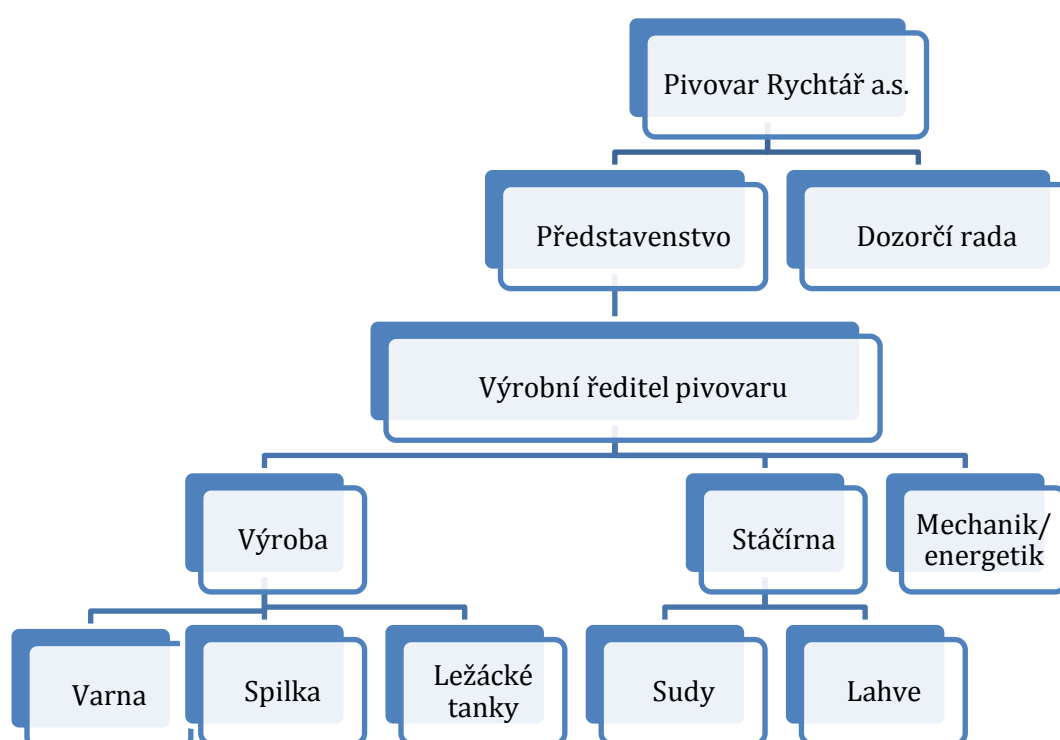 Pivovar Rychtář a.s.
Představenstvo
Dozorčí rada
Výrobní ředitel pivovaru
Výroba
Stáčírna
Mechanik/
energetik
Varna
Spilka
Ležácké
tanky
Sudy
Lahve